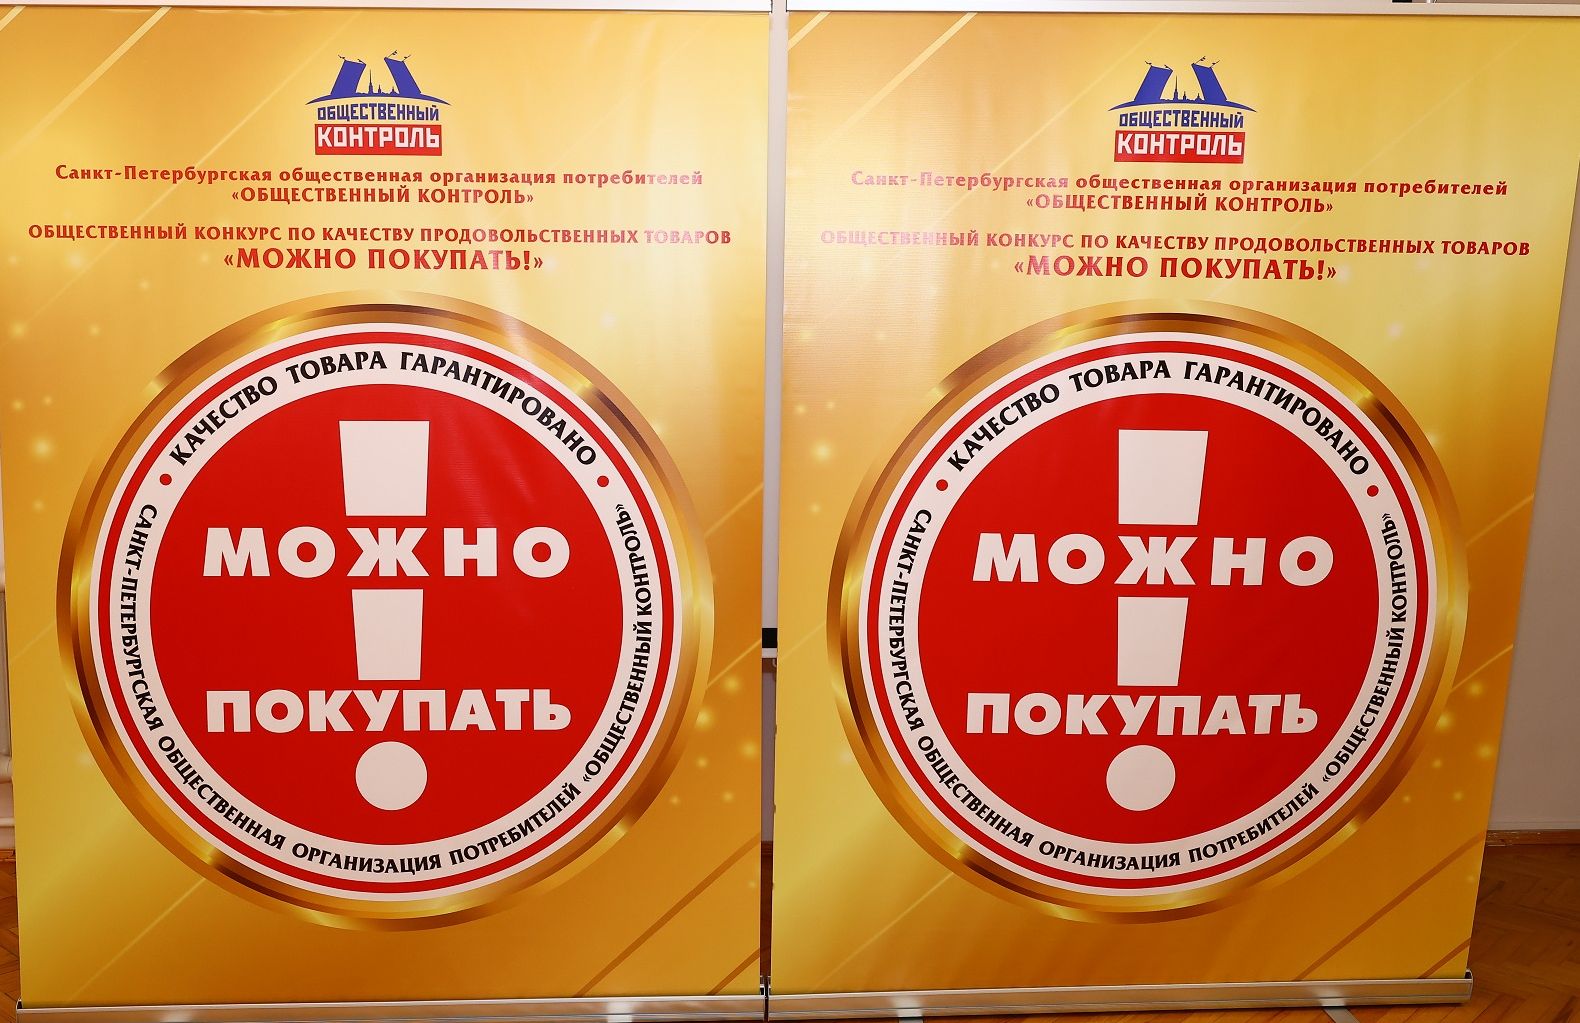 ОБЩЕСТВЕННЫЙ
КОНТРОЛЬ
Санкт-Петербургская общественная организация потребителей
«ОБЩЕСТВЕННЫЙ КОНТРОЛЬ»
ОБЩЕСТВЕННЫЙ КОНКУРС ПО КАЧЕСТВУ ПРОДОВОЛЬСТВЕННЫХ ТОВАРОВ
«МОЖНО ПОКУПАТЬ!»
• КАЧЕСТВО ТОВАРА ГАРАНТИРОВАНО •
МОЖНО
ПОКУПАТЬ
САНКТ-ПЕТЕРБУРГСКАЯ ОБЩЕСТВЕННАЯ ОРГАНИЗАЦИЯ ПОТРЕБИТЕЛЕЙ «ОБЩЕСТВЕННЫЙ КОНТРОЛЬ»
ОБЩЕСТВЕННЫЙ
КОНТРОЛЬ
Санкт-Петербургская общественная организация потребителей
«ОБЩЕСТВЕННЫЙ КОНТРОЛЬ»
ОБЩЕСТВЕННЫЙ КОНКУРС ПО КАЧЕСТВУ ПРОДОВОЛЬСТВЕННЫХ ТОВАРОВ
«МОЖНО ПОКУПАТЬ!»
• КАЧЕСТВО ТОВАРА ГАРАНТИРОВАНО •
МОЖНО
ПОКУПАТЬ
САНКТ-ПЕТЕРБУРГСКАЯ ОБЩЕСТВЕННАЯ ОРГАНИЗАЦИЯ ПОТРЕБИТЕЛЕЙ «ОБЩЕСТВЕННЫЙ КОНТРОЛЬ»